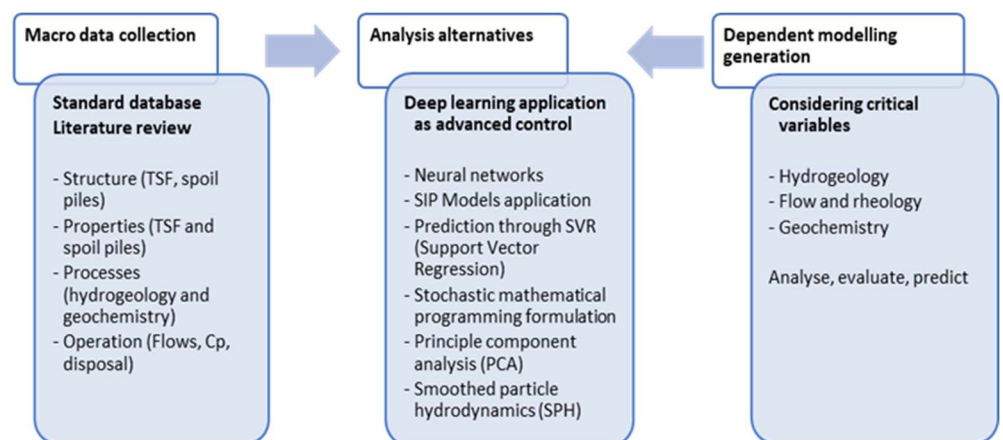 Macro data collection
Standard database
Literature review
- Structure (TSF, spoil
piles)
- Properties (TSF and
spoil piles)
- Processes
(hydrogeology and
geochemistry)
- Operation (Flows, Cp,
disposal)
Analysis alternatives
Deep learning application
as advanced control
- Neural networks
- SIP Models application
- Prediction through SVR
(Support Vector
Regression)
- Stochastic mathematical
programming formulation
- Principle component
analysis (PCA)
- Smoothed particle
hydrodynamics (SPH)
Dependent modelling
generation
Considering critical
variables
- Hydrogeology
- Flow and rheology
- Geochemistry
Analyse, evaluate, predict